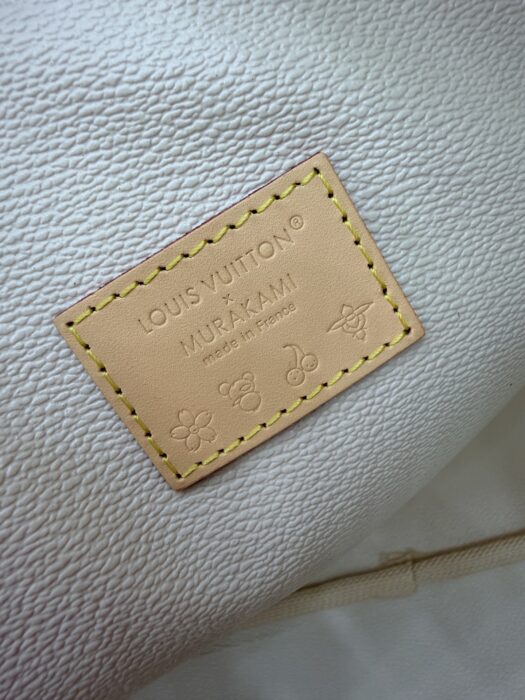 LOUIS VUITTON®
×
MURAKAMI
made in France